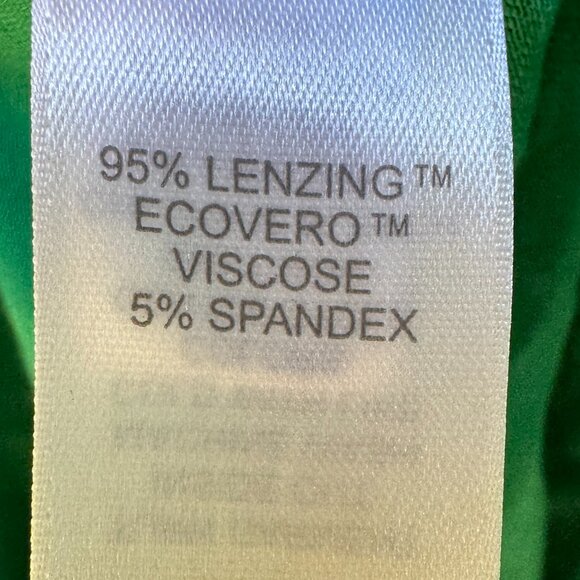 95% LENZING™
ECOVERO™
VISCOSE
5% SPANDEX